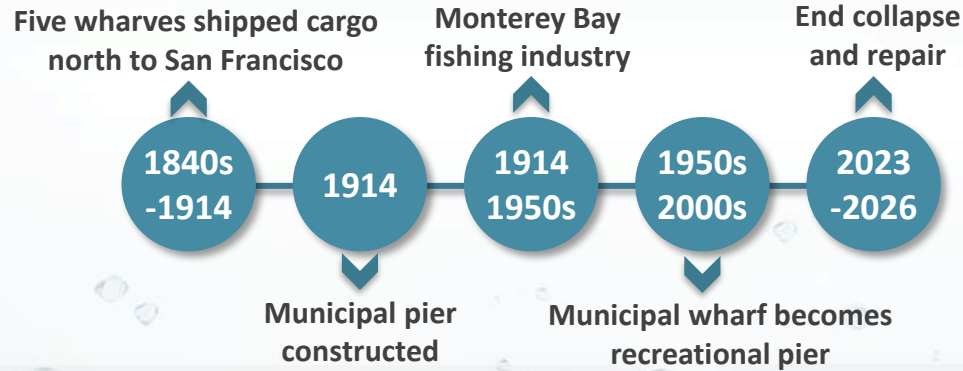 Five wharves shipped cargo
north to San Francisco
Monterey Bay
fishing industry
End collapse
and repair
1840s
-1914
1914
1914
1950s
1950s
2000s
2023
-2026
Municipal pier
constructed
Municipal wharf becomes
recreational pier